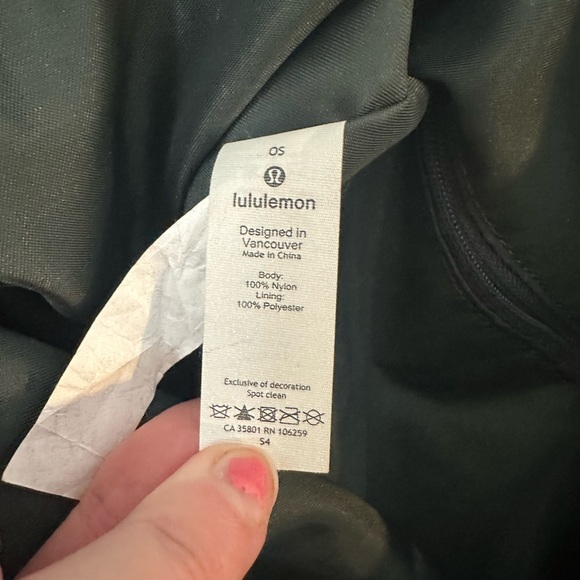 OS
lululemon
Designed in
Vancouver
Made in China
Body:
100% Nylon
Lining:
100% Polyester
Exclusive of decoration
Spot clean
CA 35801 RN 106259
S4